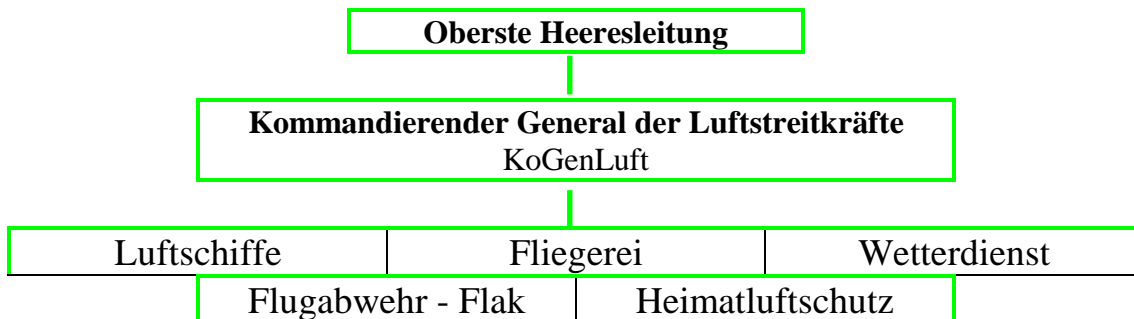 Oberste Heeresleitung
Kommandierender General der Luftstreitkräfte
KoGenLuft
Luftschiffe Fliegerei Wetterdienst
Flugabwehr - Flak Heimatluftschutz